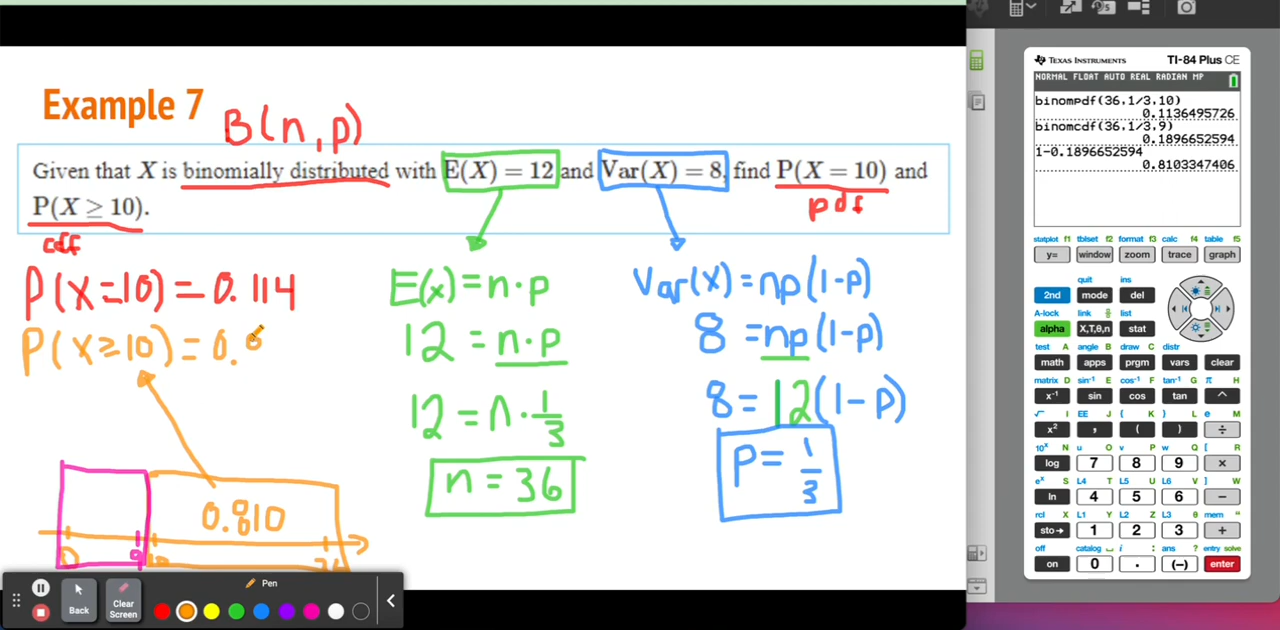 Example 7
B(n,p)
Given that X is binomially distributed with E(X) = 12 and Var(X) = 8, find P(X = 10) and
P(X ≥ 10).
pdf
cdf
P(X=10)=0.114
P(X≥10)=0.8
0.810
0 9 10 36
E(x)=n·p
12 = n·p
12 = n·1/3
n = 36
Var(X)=np(1-p)
8 = np(1-p)
8 = 12(1-p)
p = 1/3
Pen
Back
Clear
Screen
TEXAS INSTRUMENTS TI-84 Plus CE
NORMAL FLOAT AUTO REAL RADIAN MP
binompdf(36,1/3,10)
0.1136495726
binomcdf(36,1/3,9)
0.1896652594
1-0.1896652594
0.8103347406
statplot f1 tblset f2 format f3 calc f4 table f5
y= window zoom trace graph
quit ins
2nd mode del
A-lock link list
alpha X,T,θ,n stat
test A angle B draw C distr
math apps prgm vars clear
matrix D sin⁻¹ E cos⁻¹ F tan⁻¹ G π H
x⁻¹ sin cos tan ^
√ I EE J { K } L e M
x² , ( ) ÷
10ˣ N u O v P w Q [ R
log 7 8 9 ×
eˣ S L4 T L5 U L6 V ] W
ln 4 5 6 −
rcl X L1 Y L2 Z L3 θ mem "
sto→ 1 2 3 +
off catalog i : ans ? entry solve
on 0 . (−) enter